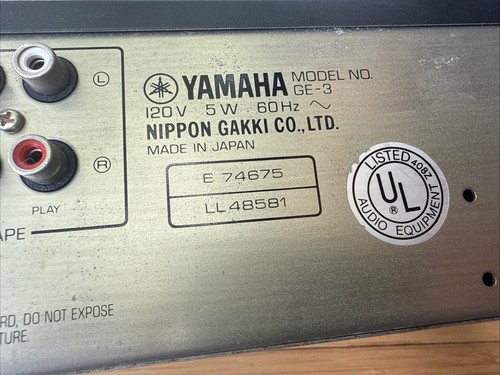 L
YAMAHA MODEL NO. GE-3
120V 5W 60Hz ~
NIPPON GAKKI CO., LTD.
MADE IN JAPAN
E 74675
LL 48581
R
PLAY
APE
LISTED 408Z
UL
®
AUDIO EQUIPMENT
RD, DO NOT EXPOSE
TURE.